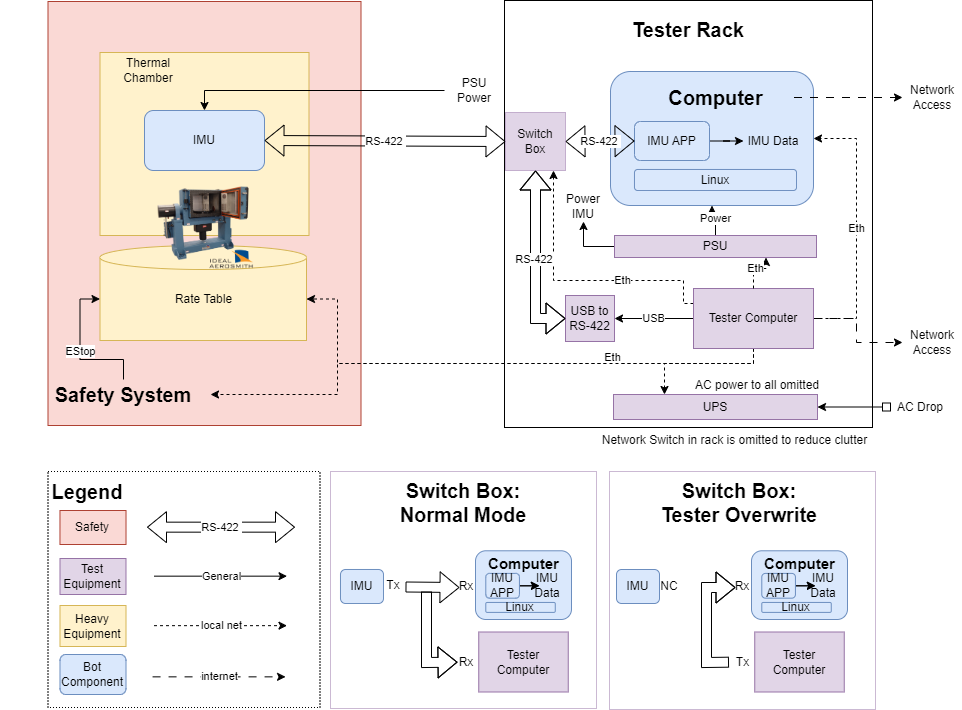 Tester Rack
Thermal
Chamber
PSU
Power
Computer
Network
Access
IMU
RS-422
Switch
Box
RS-422
IMU APP
IMU Data
Linux
Power
IMU
Power
Eth
PSU
RS-422
Eth
Eth
IDEAL
AEROSMITH
Rate Table
USB to
RS-422
USB
Tester Computer
Network
Access
EStop
Eth
Safety System
AC power to all omitted
UPS
AC Drop
Network Switch in rack is omitted to reduce clutter
Legend
Safety
RS-422
Test
Equipment
General
Heavy
Equipment
local net
Bot
Component
internet
Switch Box:
Normal Mode
IMU
Tx
Rx
Computer
IMU
APP
IMU
Data
Linux
Rx
Tester
Computer
Switch Box:
Tester Overwrite
IMU
NC
Rx
Computer
IMU
APP
IMU
Data
Linux
Tx
Tester
Computer